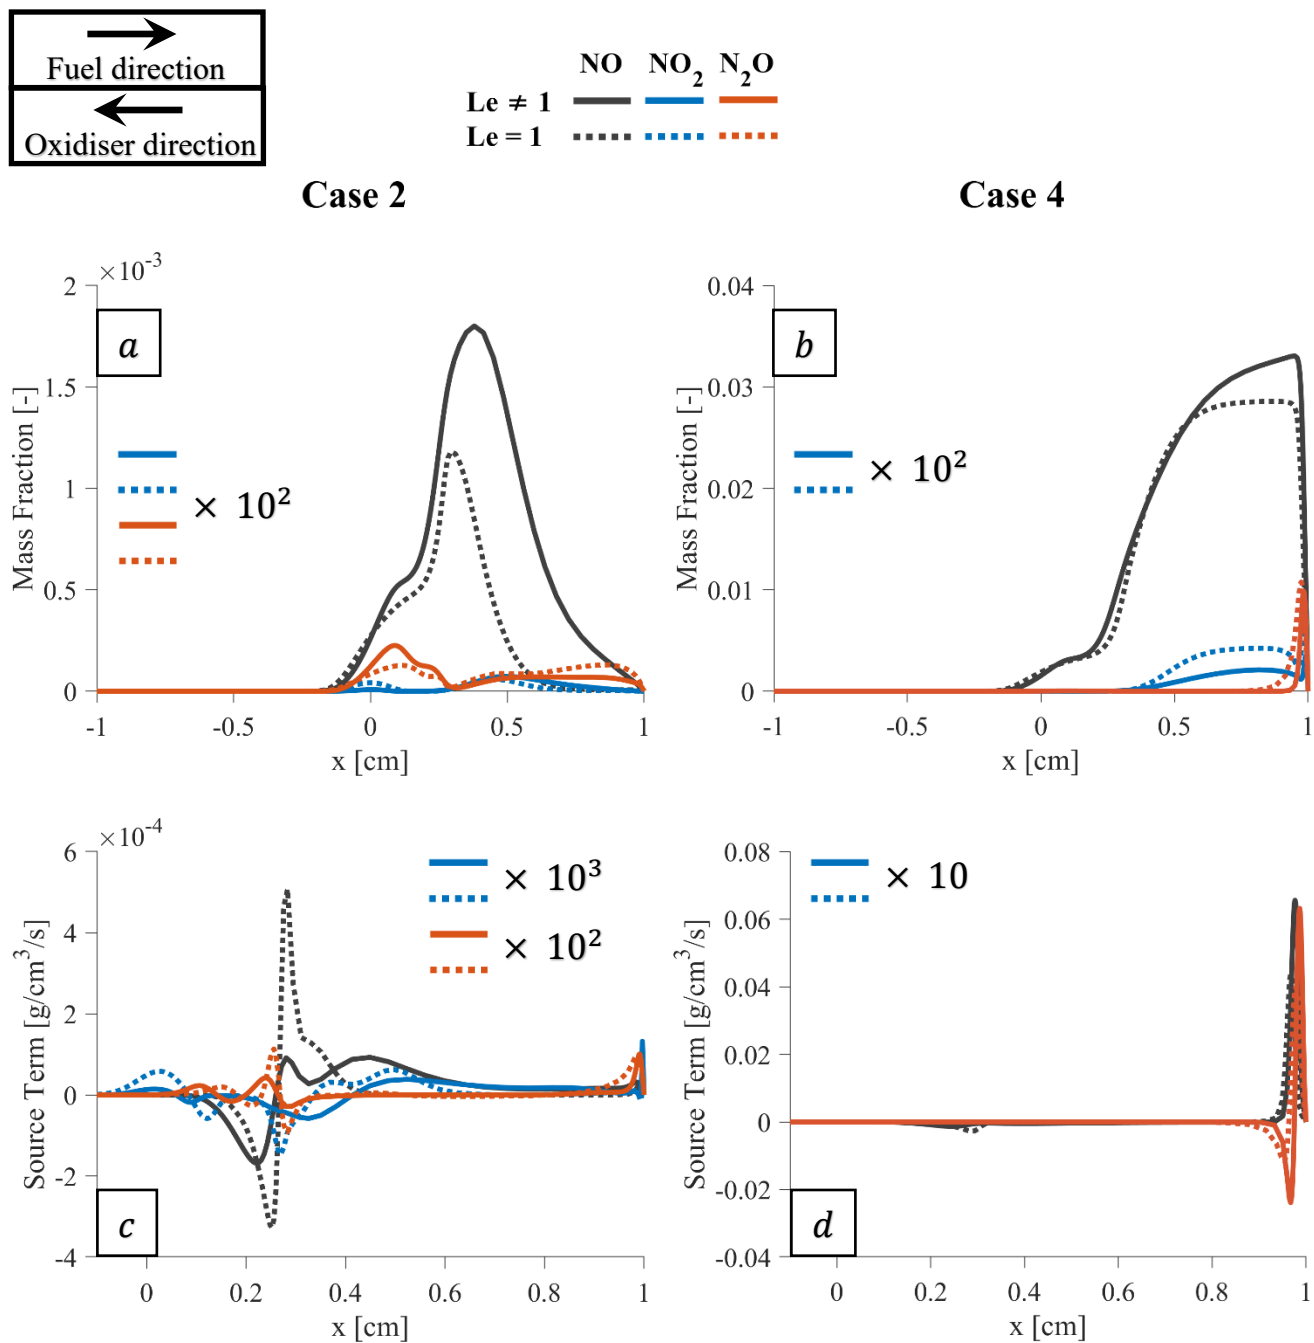 Fuel direction
Oxidiser direction
NO NO₂ N₂O
Le ≠ 1
Le = 1
Case 2
Case 4
×10⁻³
2
1.5
1
0.5
0
a
× 10²
Mass Fraction [-]
-1 -0.5 0 0.5 1
x [cm]
0.04
0.03
0.02
0.01
0
b
× 10²
Mass Fraction [-]
-1 -0.5 0 0.5 1
x [cm]
×10⁻⁴
6
4
2
0
-2
-4
× 10³
× 10²
c
Source Term [g/cm³/s]
0 0.2 0.4 0.6 0.8 1
x [cm]
0.08
0.06
0.04
0.02
0
-0.02
-0.04
× 10
d
Source Term [g/cm³/s]
0 0.2 0.4 0.6 0.8 1
x [cm]